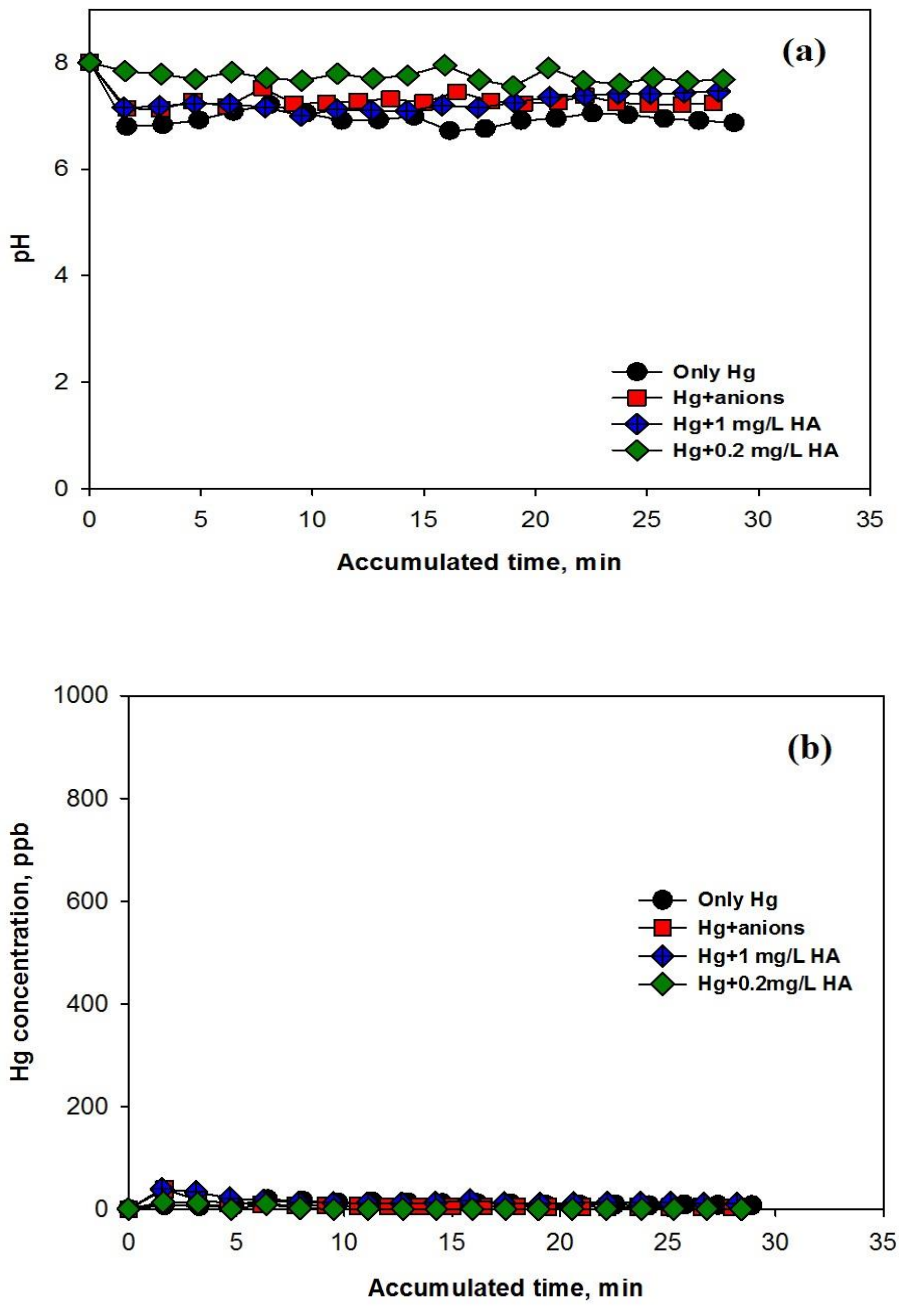 (a)
8
6
4
2
0
pH
Only Hg
Hg+anions
Hg+1 mg/L HA
Hg+0.2 mg/L HA
0 5 10 15 20 25 30 35
Accumulated time, min
(b)
1000
800
600
400
200
0
Hg concentration, ppb
Only Hg
Hg+anions
Hg+1 mg/L HA
Hg+0.2mg/L HA
0 5 10 15 20 25 30 35
Accumulated time, min